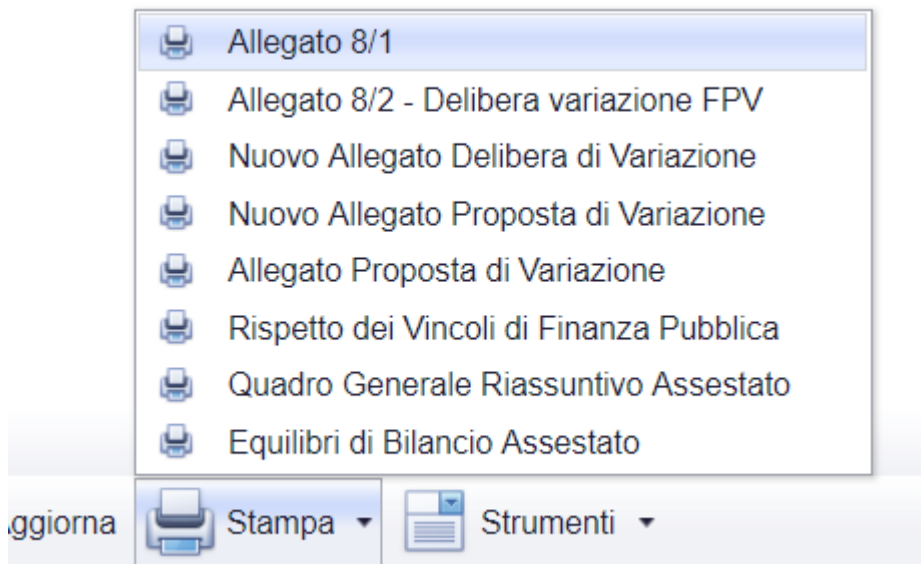 Allegato 8/1
Allegato 8/2 - Delibera variazione FPV
Nuovo Allegato Delibera di Variazione
Nuovo Allegato Proposta di Variazione
Allegato Proposta di Variazione
Rispetto dei Vincoli di Finanza Pubblica
Quadro Generale Riassuntivo Assestato
Equilibri di Bilancio Assestato
ggiorna Stampa Strumenti